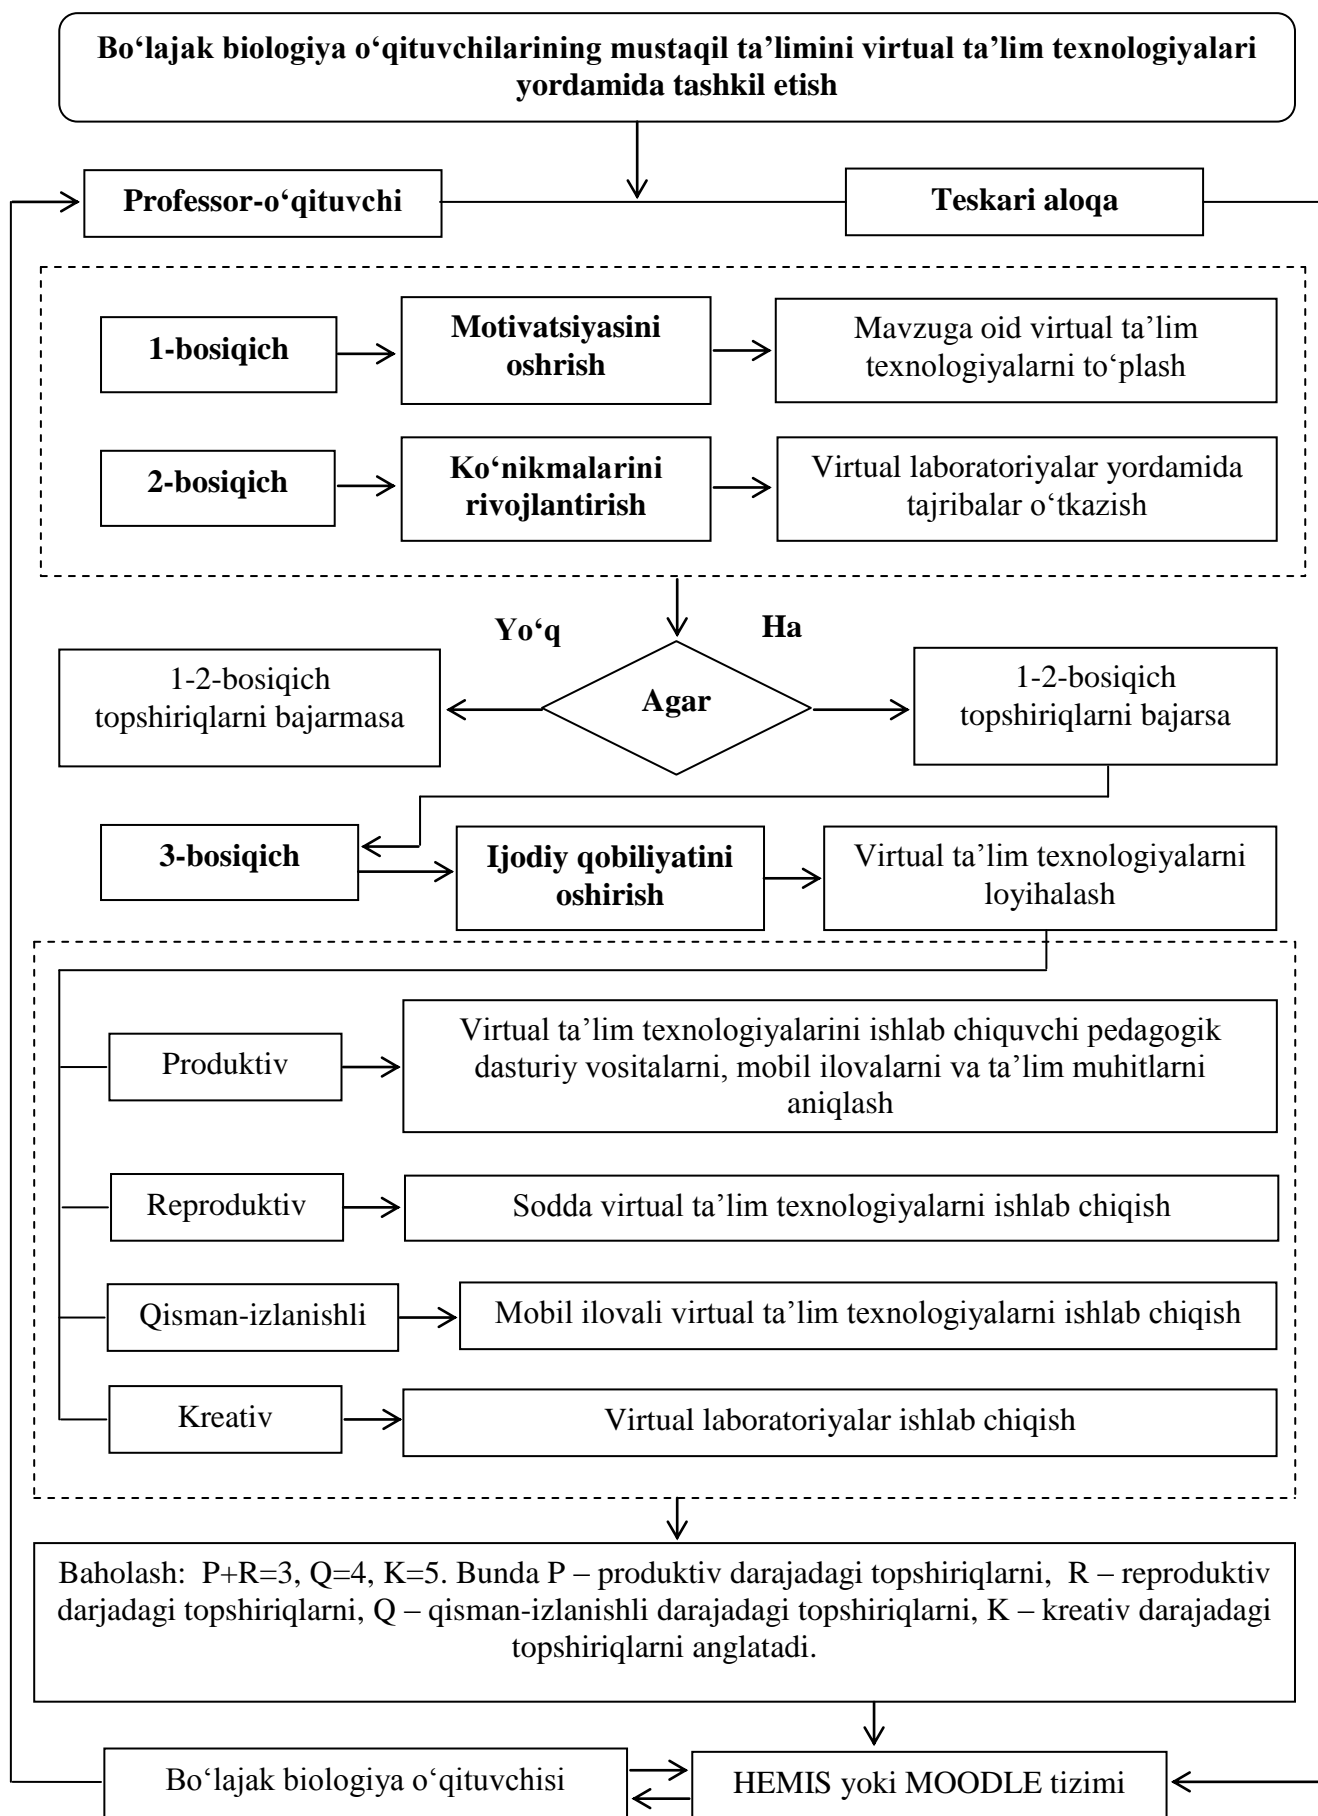 Bo‘lajak biologiya o‘qituvchilarining mustaqil ta’limini virtual ta’lim texnologiyalari
yordamida tashkil etish
Professor-o‘qituvchi
Teskari aloqa
1-bosiqich
Motivatsiyasini
oshrish
Mavzuga oid virtual ta’lim
texnologiyalarni to‘plash
2-bosiqich
Ko‘nikmalarini
rivojlantirish
Virtual laboratoriyalar yordamida
tajribalar o‘tkazish
Yo‘q
Ha
1-2-bosiqich
topshiriqlarni bajarmasa
Agar
1-2-bosiqich
topshiriqlarni bajarsa
3-bosiqich
Ijodiy qobiliyatini
oshirish
Virtual ta’lim texnologiyalarni
loyihalash
Produktiv
Virtual ta’lim texnologiyalarini ishlab chiquvchi pedagogik
dasturiy vositalarni, mobil ilovalarni va ta’lim muhitlarni
aniqlash
Reproduktiv
Sodda virtual ta’lim texnologiyalarni ishlab chiqish
Qisman-izlanishli
Mobil ilovali virtual ta’lim texnologiyalarni ishlab chiqish
Kreativ
Virtual laboratoriyalar ishlab chiqish
Baholash: P+R=3, Q=4, K=5. Bunda P – produktiv darajadagi topshiriqlarni, R – reproduktiv
darjadagi topshiriqlarni, Q – qisman-izlanishli darajadagi topshiriqlarni, K – kreativ darajadagi
topshiriqlarni anglatadi.
Bo‘lajak biologiya o‘qituvchisi
HEMIS yoki MOODLE tizimi